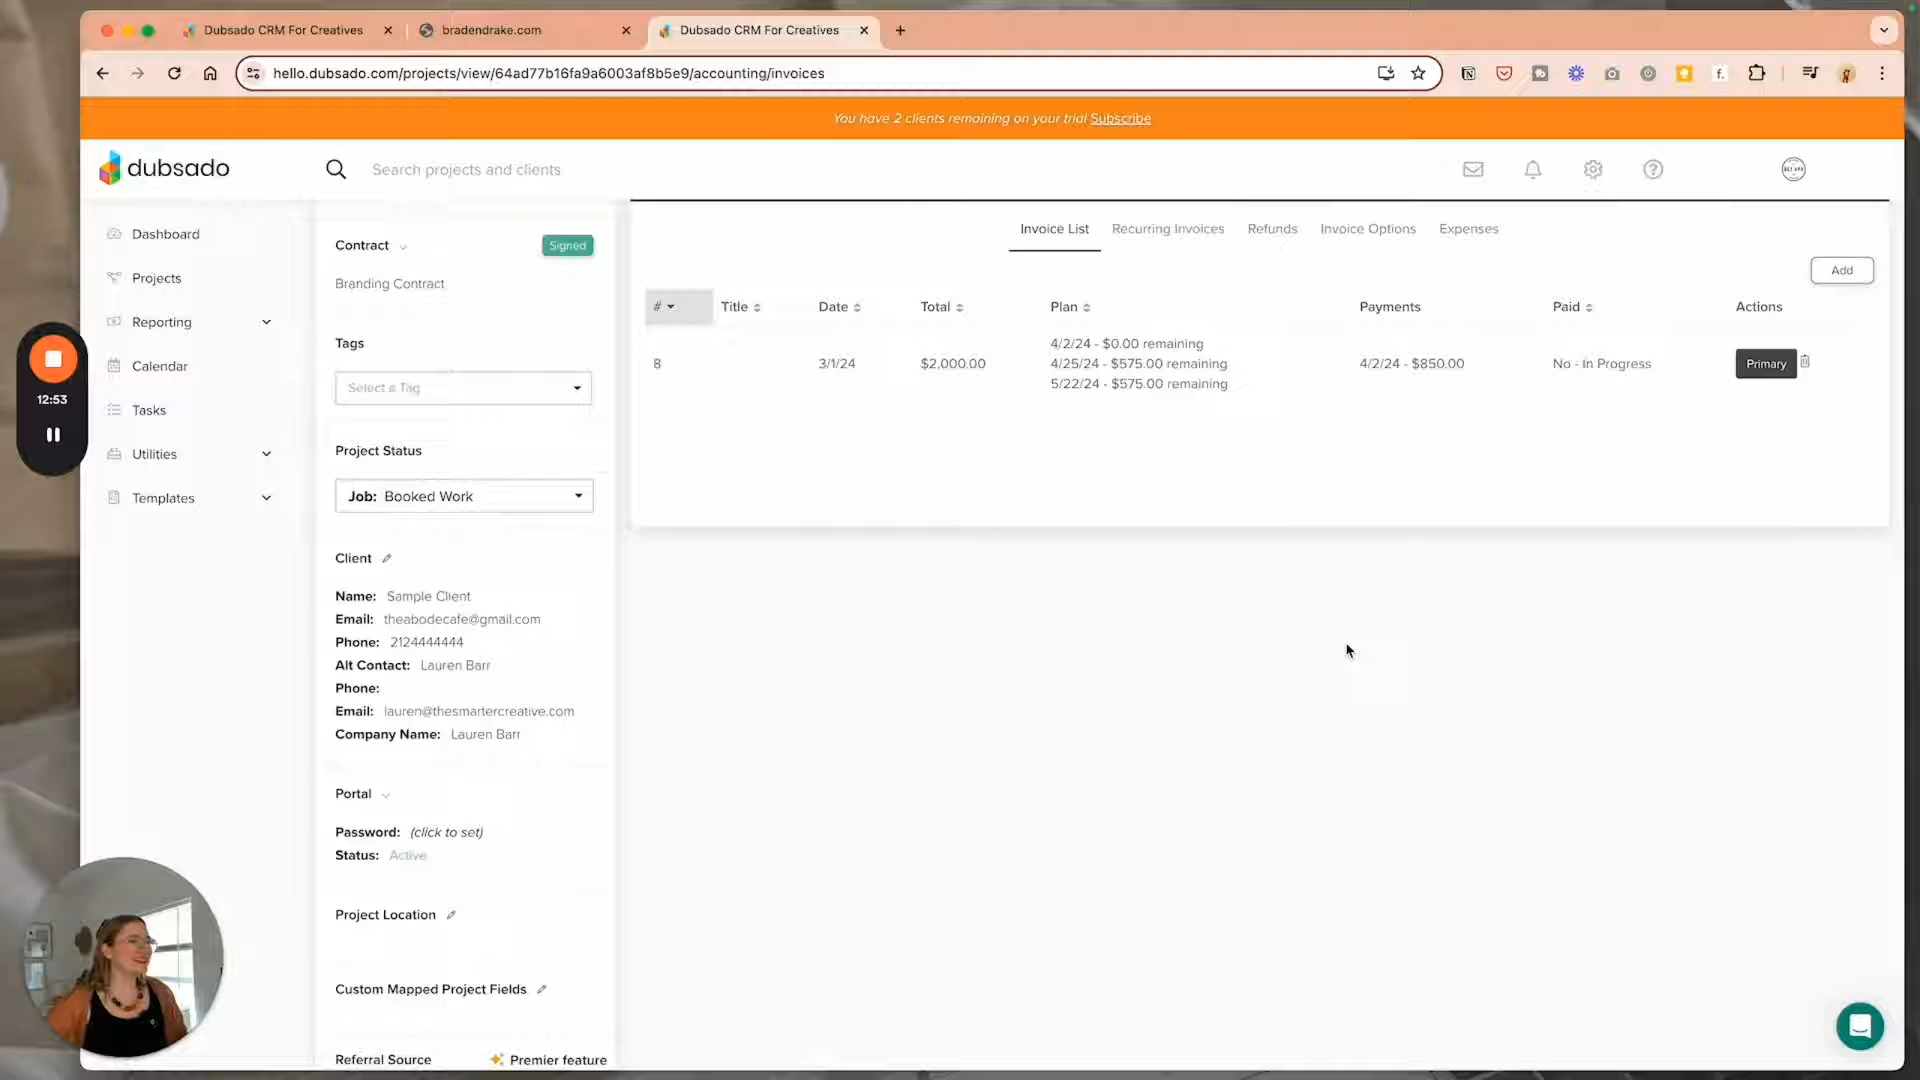 Dubsado CRM For Creatives
bradendrake.com
Dubsado CRM For Creatives
hello.dubsado.com/projects/view/64ad77b16fa9a6003af8b5e9/accounting/invoices
You have 2 clients remaining on your trial Subscribe
dubsado
Search projects and clients
Dashboard
Projects
Reporting
Calendar
Tasks
Utilities
Templates
12:53
Contract
Signed
Branding Contract
Tags
Select a Tag
Project Status
Job: Booked Work
Client
Name: Sample Client
Email: theabodecafe@gmail.com
Phone: 2124444444
Alt Contact: Lauren Barr
Phone:
Email: lauren@thesmartercreative.com
Company Name: Lauren Barr
Portal
Password: (click to set)
Status: Active
Project Location
Custom Mapped Project Fields
Referral Source
Premier feature
Invoice List Recurring Invoices Refunds Invoice Options Expenses
Add
# Title Date Total Plan Payments Paid Actions
4/2/24 - $0.00 remaining
8 3/1/24 $2,000.00 4/25/24 - $575.00 remaining 4/2/24 - $850.00 No - In Progress Primary
5/22/24 - $575.00 remaining